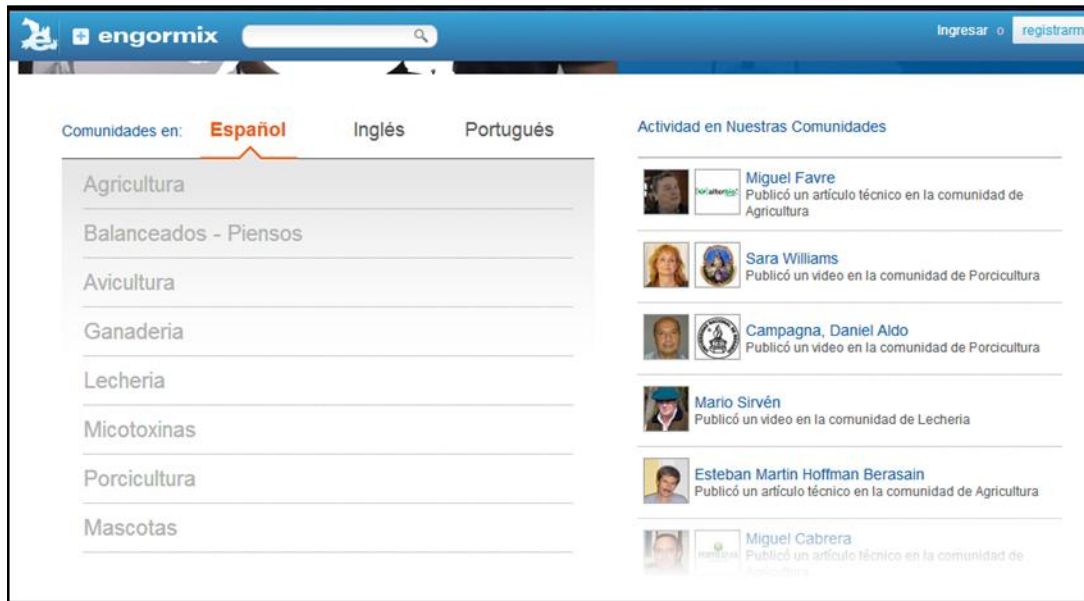 engormix
Ingresar o registrarm
Comunidades en: Español Inglés Portugués
Agricultura
Balanceados - Piensos
Avicultura
Ganaderia
Lecheria
Micotoxinas
Porcicultura
Mascotas
Actividad en Nuestras Comunidades
Miguel Favre
Publicó un artículo técnico en la comunidad de
Agricultura
Sara Williams
Publicó un video en la comunidad de Porcicultura
Campagna, Daniel Aldo
Publicó un video en la comunidad de Porcicultura
Mario Sirvén
Publicó un video en la comunidad de Lecheria
Esteban Martin Hoffman Berasain
Publicó un artículo técnico en la comunidad de Agricultura
Miguel Cabrera
Publicó un artículo técnico en la comunidad de
Agricultura